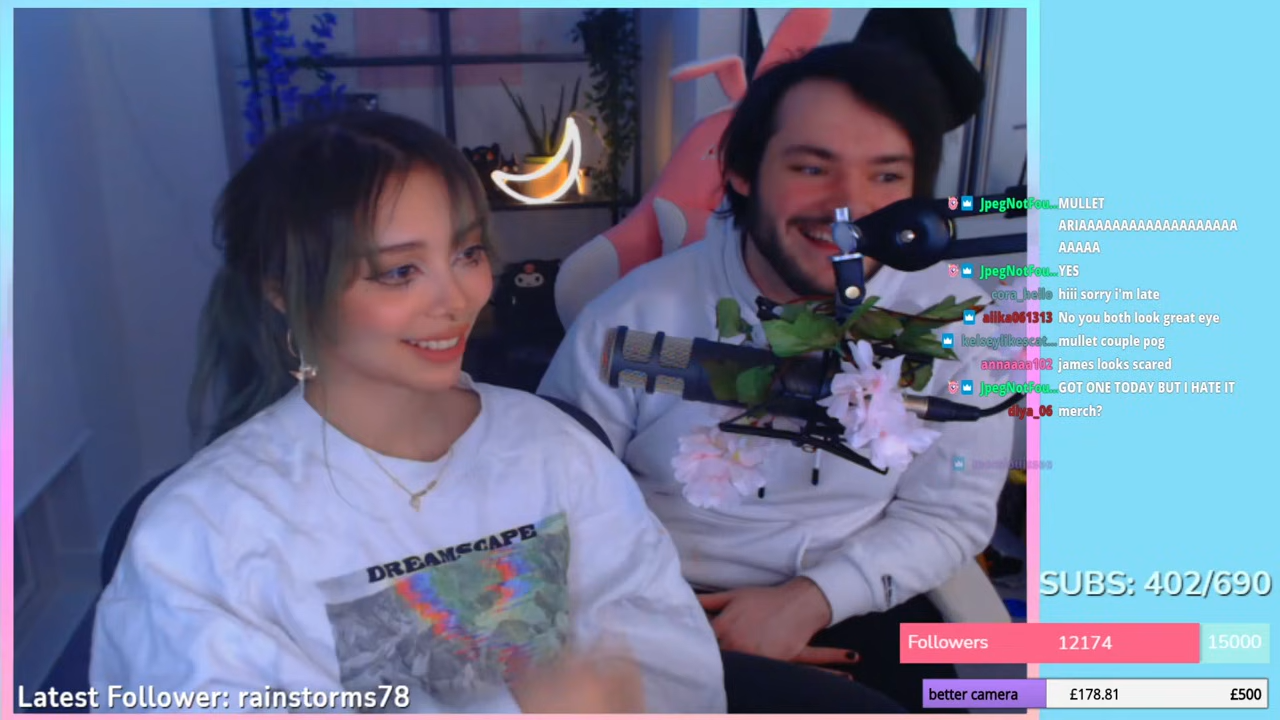 JpegNotFou... MULLET
ARIAAAAAAAAAAAAAAAAAAA
AAAAA
JpegNotFou... YES
cora_hello hiii sorry i'm late
alika061313 No you both look great eye
kelseylikescat... mullet couple pog
annaaaa102 james looks scared
JpegNotFou... GOT ONE TODAY BUT I HATE IT
diya_06 merch?
DREAMSCAPE
SUBS: 402/690
Followers 12174 15000
Latest Follower: rainstorms78
better camera £178.81 £500